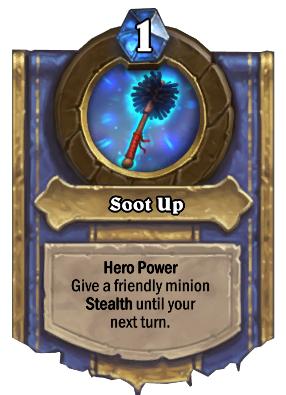 1
Soot Up
Hero Power
Give a friendly minion
Stealth until your
next turn.